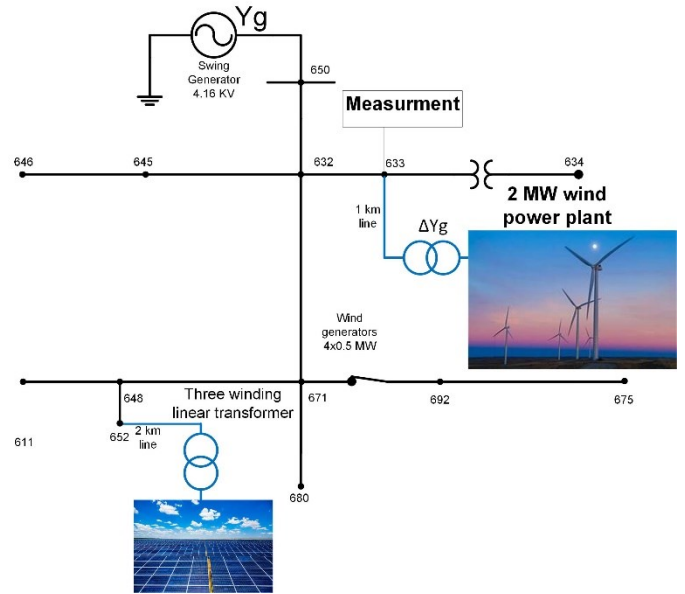 Yg
Swing
Generator
4.16 KV
650
Measurment
646
645
632
633
634
1 km
line
ΔYg
2 MW wind
power plant
Wind
generators
4x0.5 MW
648
Three winding
linear transformer
671
692
675
611
652
2 km
line
680